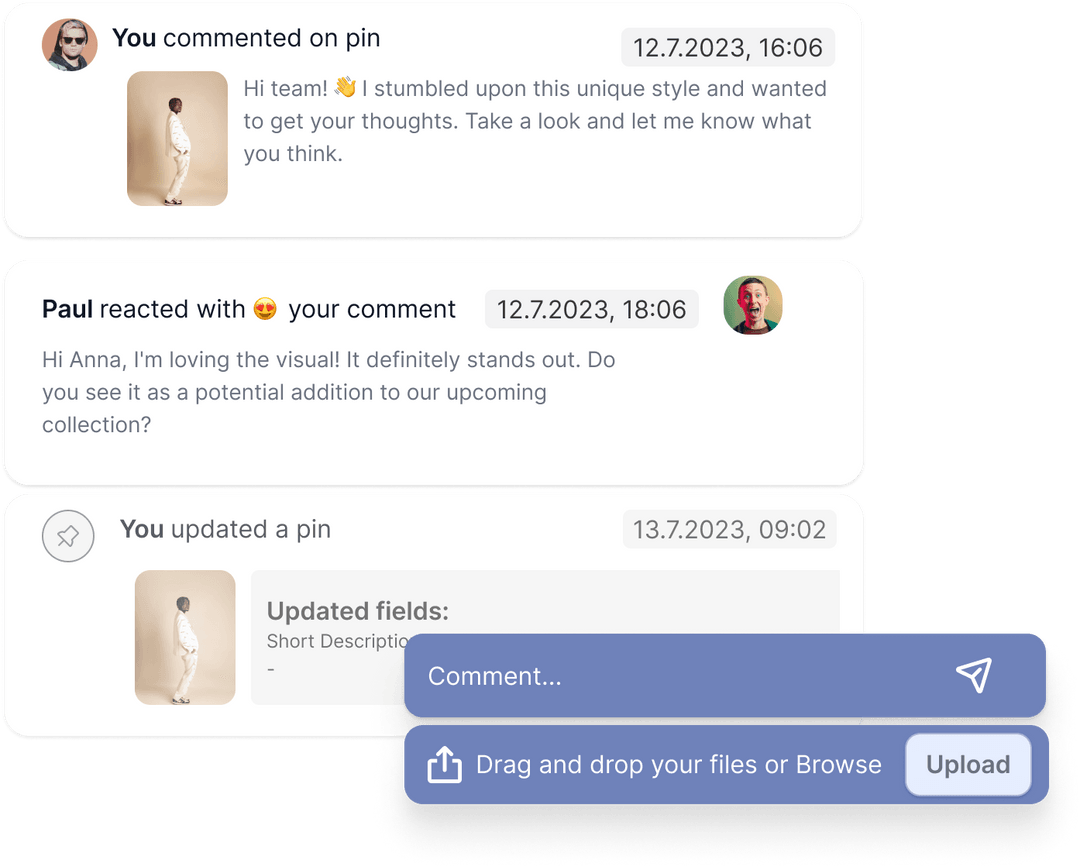 You commented on pin
12.7.2023, 16:06
Hi team! 👋 I stumbled upon this unique style and wanted
to get your thoughts. Take a look and let me know what
you think.
Paul reacted with 😍 your comment
12.7.2023, 18:06
Hi Anna, I'm loving the visual! It definitely stands out. Do
you see it as a potential addition to our upcoming
collection?
You updated a pin
13.7.2023, 09:02
Updated fields:
Short
-
Comment...
Drag and drop your files or Browse
Upload